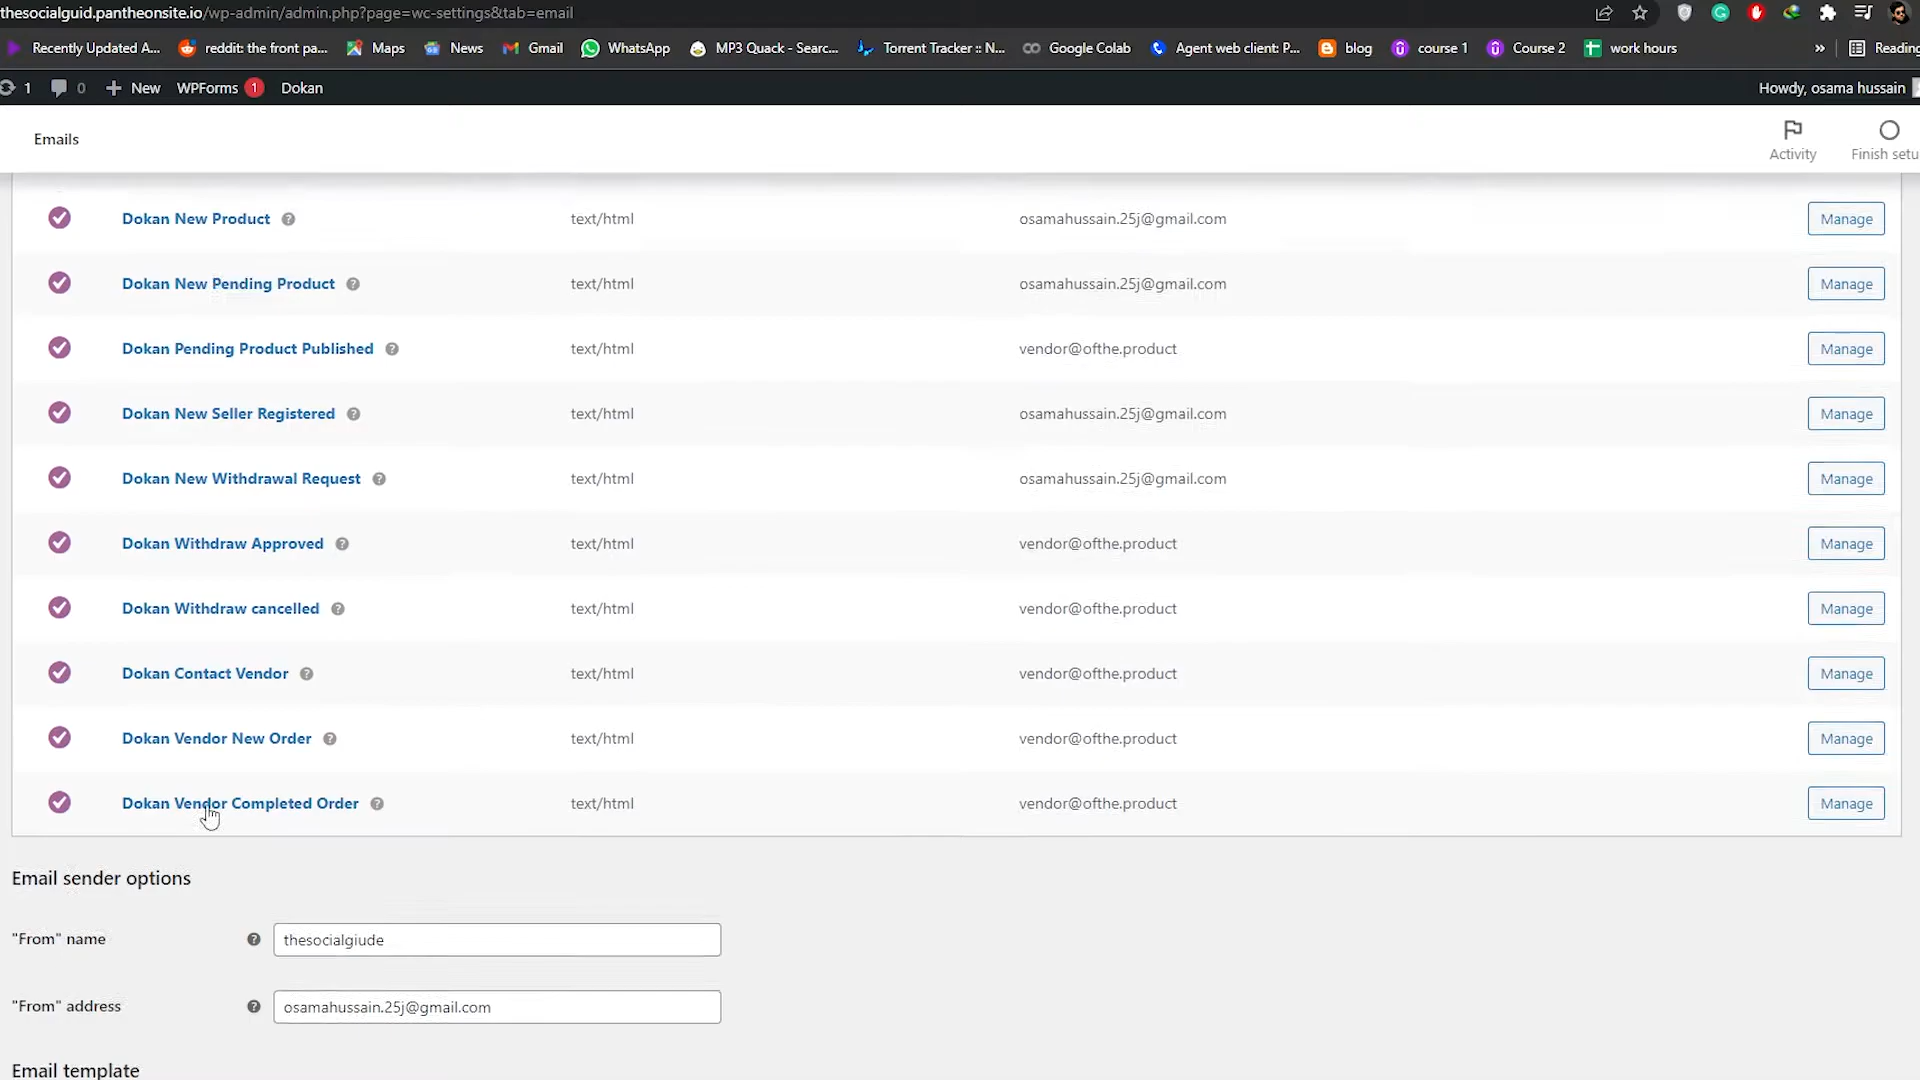 thesocialguid.pantheonsite.io/wp-admin/admin.php?page=wc-settings&tab=email
Recently Updated A... reddit: the front pa... Maps News Gmail WhatsApp MP3 Quack - Searc... Torrent Tracker :: N... Google Colab Agent web client: P... blog course 1 Course 2 work hours » Reading
1 0 + New WPForms 1 Dokan Howdy, osama hussain
Emails Activity Finish setu
Dokan New Product ? text/html osamahussain.25j@gmail.com Manage
Dokan New Pending Product ? text/html osamahussain.25j@gmail.com Manage
Dokan Pending Product Published ? text/html vendor@ofthe.product Manage
Dokan New Seller Registered ? text/html osamahussain.25j@gmail.com Manage
Dokan New Withdrawal Request ? text/html osamahussain.25j@gmail.com Manage
Dokan Withdraw Approved ? text/html vendor@ofthe.product Manage
Dokan Withdraw cancelled ? text/html vendor@ofthe.product Manage
Dokan Contact Vendor ? text/html vendor@ofthe.product Manage
Dokan Vendor New Order ? text/html vendor@ofthe.product Manage
Dokan Vendor Completed Order ? text/html vendor@ofthe.product Manage
Email sender options
"From" name ? thesocialgiude
"From" address ? osamahussain.25j@gmail.com
Email template